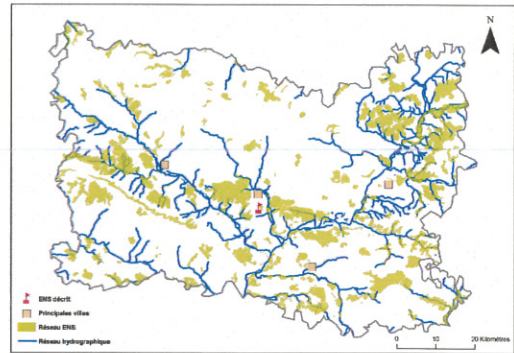 N
ENS décrit
Principales villes
Réseau ENS
Réseau hydrographique
0 10 20 Kilomètres